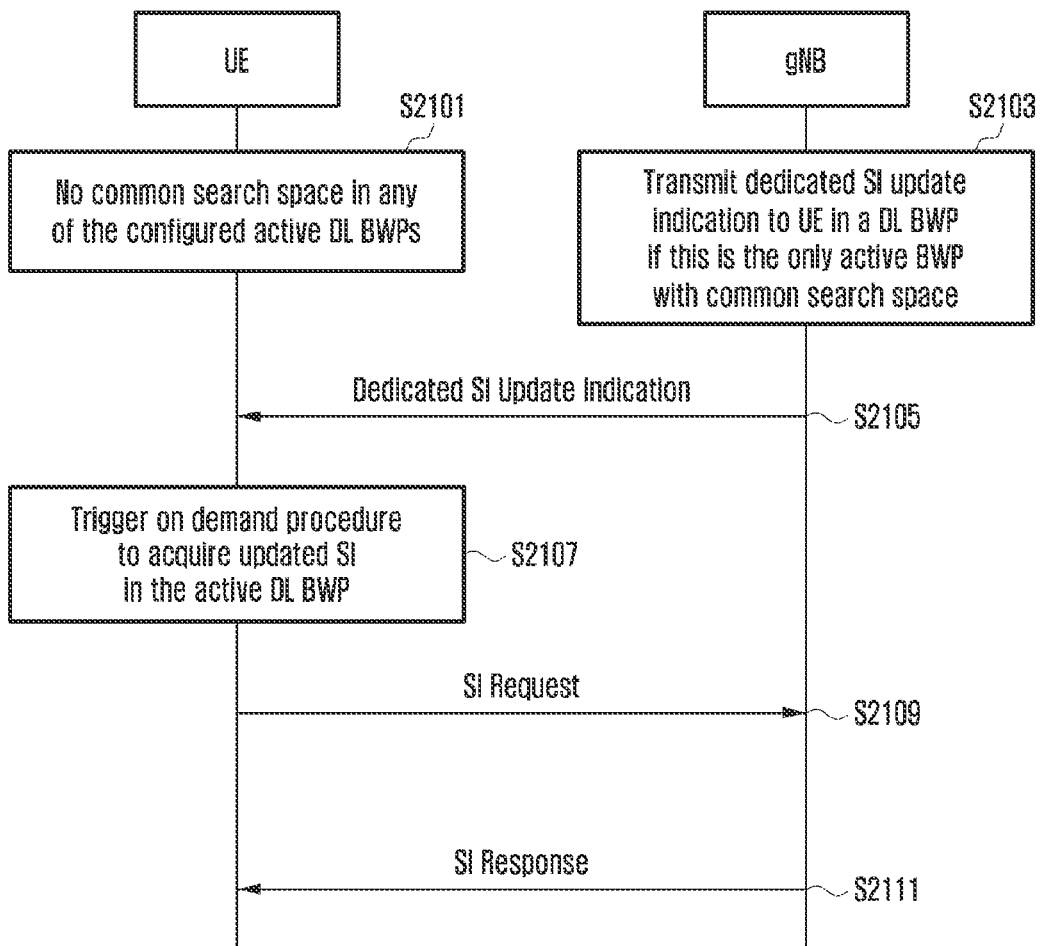 UE
gNB
S2101
S2103
No common search space in any
of the configured active DL BWPs
Transmit dedicated SI update
indication to UE in a DL BWP
if this is the only active BWP
with common search space
Dedicated SI Update Indication
S2105
Trigger on demand procedure
to acquire updated SI
in the active DL BWP
S2107
SI Request
S2109
SI Response
S2111